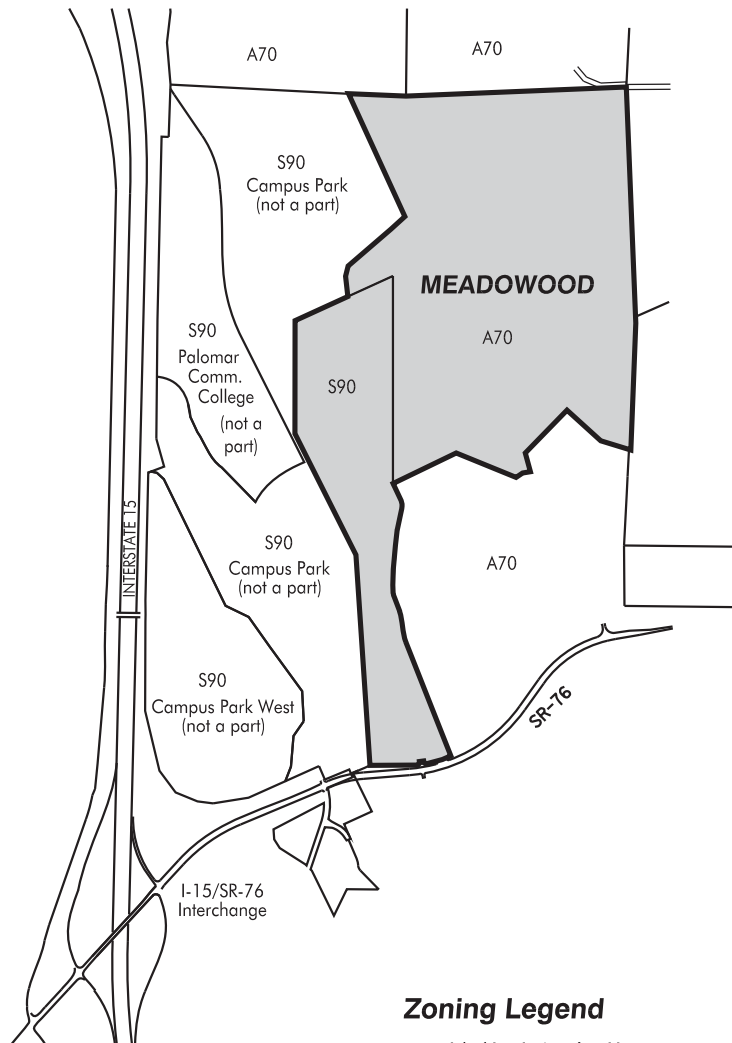 A70
A70
S90
Campus Park
(not a part)
MEADOWOOD
A70
S90
Palomar
Comm.
College
(not a
part)
S90
INTERSTATE 15
S90
Campus Park
(not a part)
A70
S90
Campus Park West
(not a part)
SR-76
I-15/SR-76
Interchange
Zoning Legend